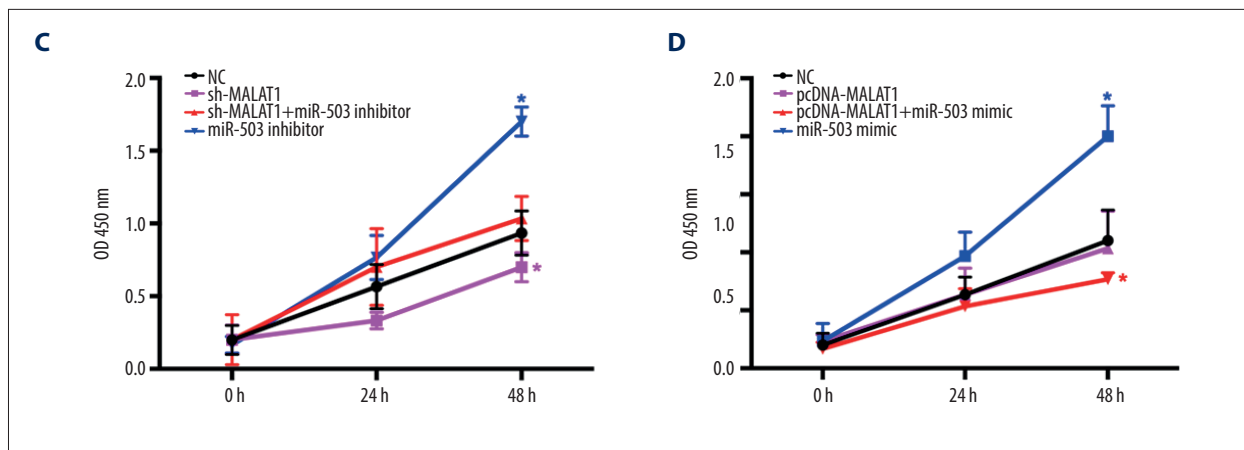 C
NC
sh-MALAT1
sh-MALAT1+miR-503 inhibitor
miR-503 inhibitor
2.0
1.5
1.0
0.5
0.0
OD 450 nm
*
*
0 h
24 h
48 h
D
NC
pcDNA-MALAT1
pcDNA-MALAT1+miR-503 mimic
miR-503 mimic
2.0
1.5
1.0
0.5
0.0
OD 450 nm
*
*
0 h
24 h
48 h